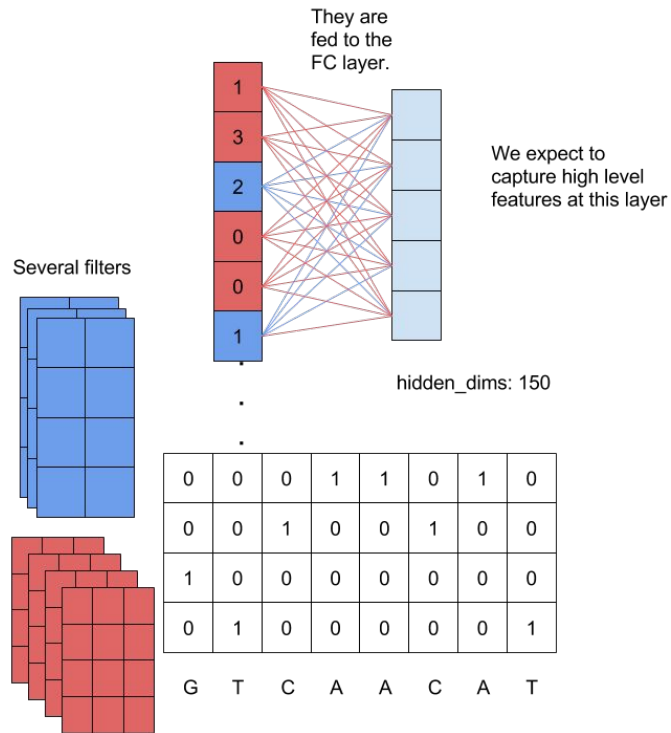 They are
fed to the
FC layer.
1
3
2
0
0
1
We expect to
capture high level
features at this layer
Several filters
hidden_dims: 150
0 0 0 1 1 0 1 0
0 0 1 0 0 1 0 0
1 0 0 0 0 0 0 0
0 1 0 0 0 0 0 1
G T C A A C A T